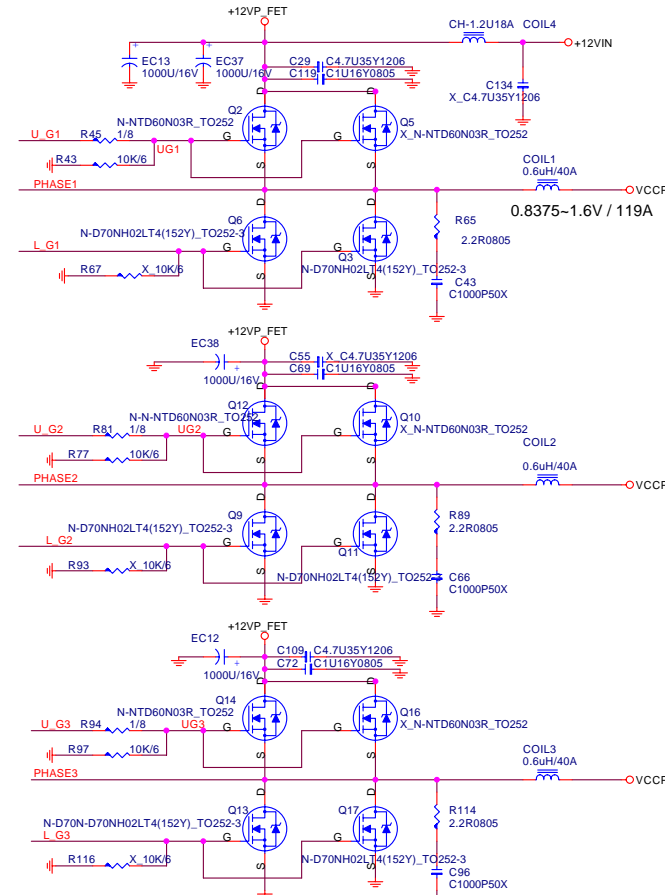 +12VP_FET
CH-1.2U18A COIL4
+12VIN
EC13
1000U/16V
EC37
1000U/16V
C29 C4.7U35Y1206
C119 C1U16Y0805
C134
X_C4.7U35Y1206
D
D
Q2
N-NTD60N03R_TO252
Q5
X_N-NTD60N03R_TO252
U_G1
R45 1/8
UG1
G
G
R43 10K/6
S
S
PHASE1
COIL1
0.6uH/40A
VCCP
0.8375~1.6V / 119A
D
D
Q6
N-D70NH02LT4(152Y)_TO252-3
R65
2.2R0805
L_G1
G
G
Q3
N-D70NH02LT4(152Y)_TO252-3
R67 X_10K/6
S
S
C43
C1000P50X
+12VP_FET
EC38
1000U/16V
C55 X_C4.7U35Y1206
C69 C1U16Y0805
D
D
Q12
N-N-NTD60N03R_TO252
Q10
X_N-NTD60N03R_TO252
U_G2
R81 1/8
UG2
G
G
R77 10K/6
S
S
COIL2
0.6uH/40A
PHASE2
VCCP
D
D
Q9
N-D70NH02LT4(152Y)_TO252-3
R89
2.2R0805
L_G2
G
G
Q11
N-D70NH02LT4(152Y)_TO252-3
R93 X_10K/6
S
S
C66
C1000P50X
+12VP_FET
EC12
1000U/16V
C109 C4.7U35Y1206
C72 C1U16Y0805
D
D
Q14
N-NTD60N03R_TO252
Q16
X_N-NTD60N03R_TO252
U_G3
R94 1/8
UG3
G
G
R97 10K/6
S
S
COIL3
0.6uH/40A
PHASE3
VCCP
D
D
Q13
N-D70N-D70NH02LT4(152Y)_TO252-3
Q17
R114
2.2R0805
L_G3
G
G
N-D70NH02LT4(152Y)_TO252-3
R116 X_10K/6
S
S
C96
C1000P50X